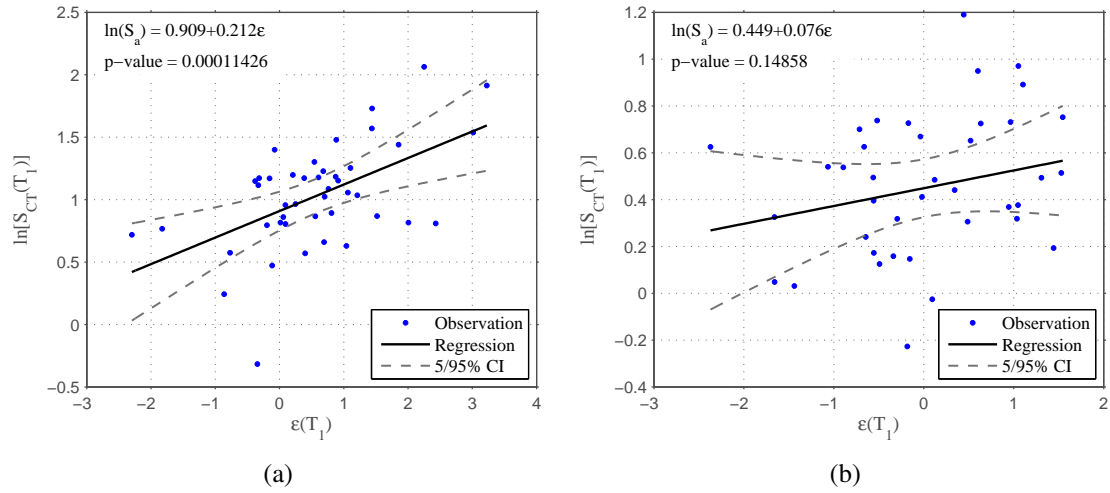 ln(S_a) = 0.909+0.212ε
p−value = 0.00011426
2.5
2
1.5
1
0.5
0
−0.5
ln[S_CT(T_1)]
−3 −2 −1 0 1 2 3 4
ε(T_1)
Observation
Regression
5/95% CI
(a)
ln(S_a) = 0.449+0.076ε
p−value = 0.14858
1.2
1
0.8
0.6
0.4
0.2
0
−0.2
−0.4
ln[S_CT(T_1)]
−3 −2 −1 0 1 2
ε(T_1)
Observation
Regression
5/95% CI
(b)